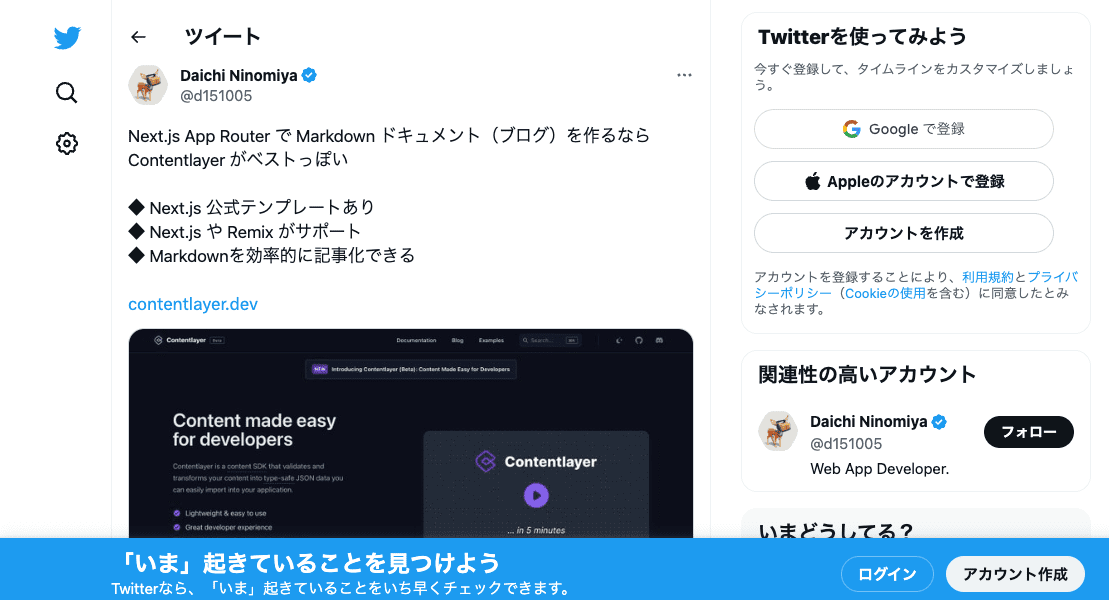 ツイート
Daichi Ninomiya
@d151005
Next.js App Router で Markdown ドキュメント（ブログ）を作るなら
Contentlayer がベストっぽい
◆ Next.js 公式テンプレートあり
◆ Next.js や Remix がサポート
◆ Markdownを効率的に記事化できる
contentlayer.dev
Contentlayer Beta
Documentation Blog Examples Search...
Introducing Contentlayer (Beta): Content Made Easy for Developers
Content made easy
for developers
Contentlayer is a content SDK that validates and
transforms your content into type-safe JSON data you
can easily import into your application.
Lightweight & easy to use
Great developer experience
Contentlayer
... in 5 minutes
Twitterを使ってみよう
今すぐ登録して、タイムラインをカスタマイズしましょ
う。
Google で登録
Appleのアカウントで登録
アカウントを作成
アカウントを登録することにより、利用規約とプライバ
シーポリシー（Cookieの使用を含む）に同意したとみ
なされます。
関連性の高いアカウント
Daichi Ninomiya
@d151005
フォロー
Web App Developer.
いまどうしてる？
「いま」起きていることを見つけよう
Twitterなら、「いま」起きていることをいち早くチェックできます。
ログイン
アカウント作成